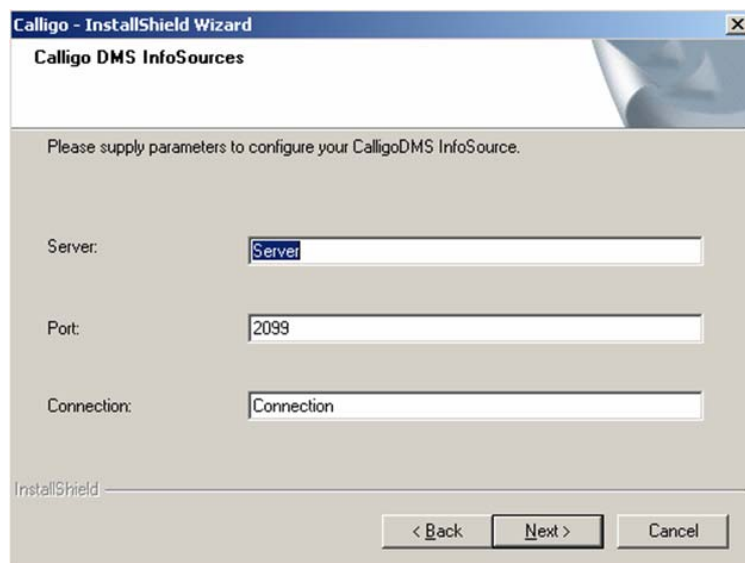 Calligo - InstallShield Wizard
Calligo DMS InfoSources
Please supply parameters to configure your CalligoDMS InfoSource.
Server: Server
Port: 2099
Connection: Connection
InstallShield
< Back Next > Cancel